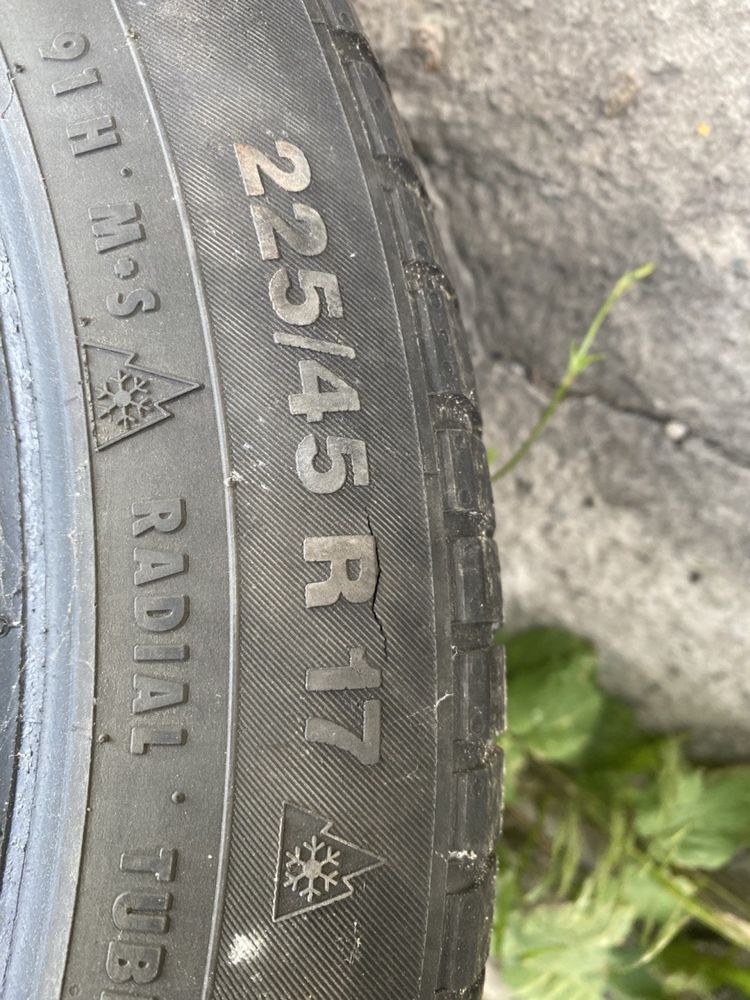 225/45 R 17
91 H · M+S
RADIAL · TUB